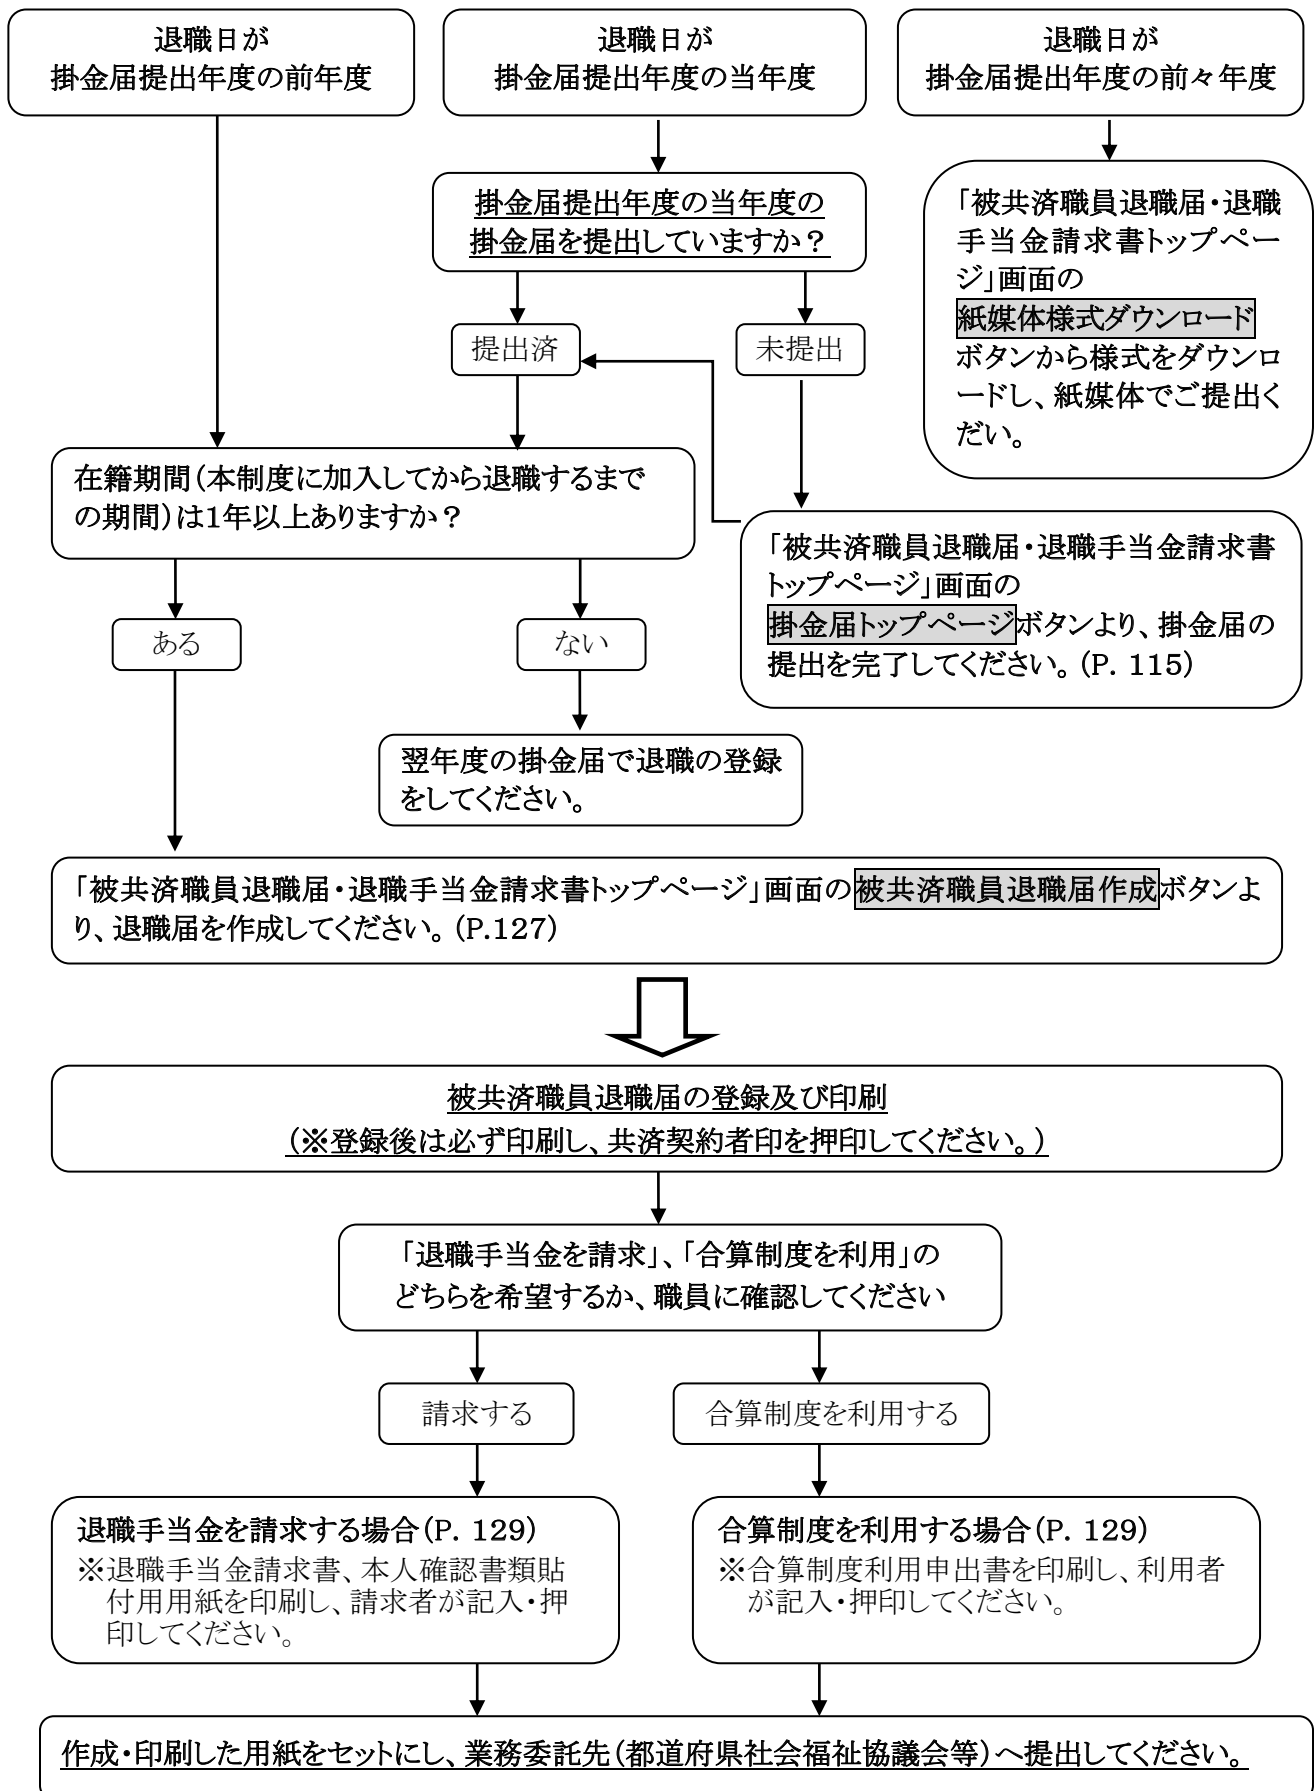 退職日が
掛金届提出年度の前年度
退職日が
掛金届提出年度の当年度
退職日が
掛金届提出年度の前々年度
掛金届提出年度の当年度の
掛金届を提出していますか？
「被共済職員退職届・退職
手当金請求書トップペー
ジ」画面の
紙媒体様式ダウンロード
ボタンから様式をダウンロ
ードし、紙媒体でご提出く
だい。
提出済
未提出
在籍期間（本制度に加入してから退職するまで
の期間）は1年以上ありますか？
「被共済職員退職届・退職手当金請求書
トップページ」画面の
掛金届トップページボタンより、掛金届の
提出を完了してください。（P. 115）
ある
ない
翌年度の掛金届で退職の登録
をしてください。
「被共済職員退職届・退職手当金請求書トップページ」画面の被共済職員退職届作成ボタンよ
り、退職届を作成してください。（P.127）
被共済職員退職届の登録及び印刷
（※登録後は必ず印刷し、共済契約者印を押印してください。）
「退職手当金を請求」、「合算制度を利用」の
どちらを希望するか、職員に確認してください
請求する
合算制度を利用する
退職手当金を請求する場合（P. 129）
※退職手当金請求書、本人確認書類貼
付用用紙を印刷し、請求者が記入・押
印してください。
合算制度を利用する場合（P. 129）
※合算制度利用申出書を印刷し、利用者
が記入・押印してください。
作成・印刷した用紙をセットにし、業務委託先（都道府県社会福祉協議会等）へ提出してください。